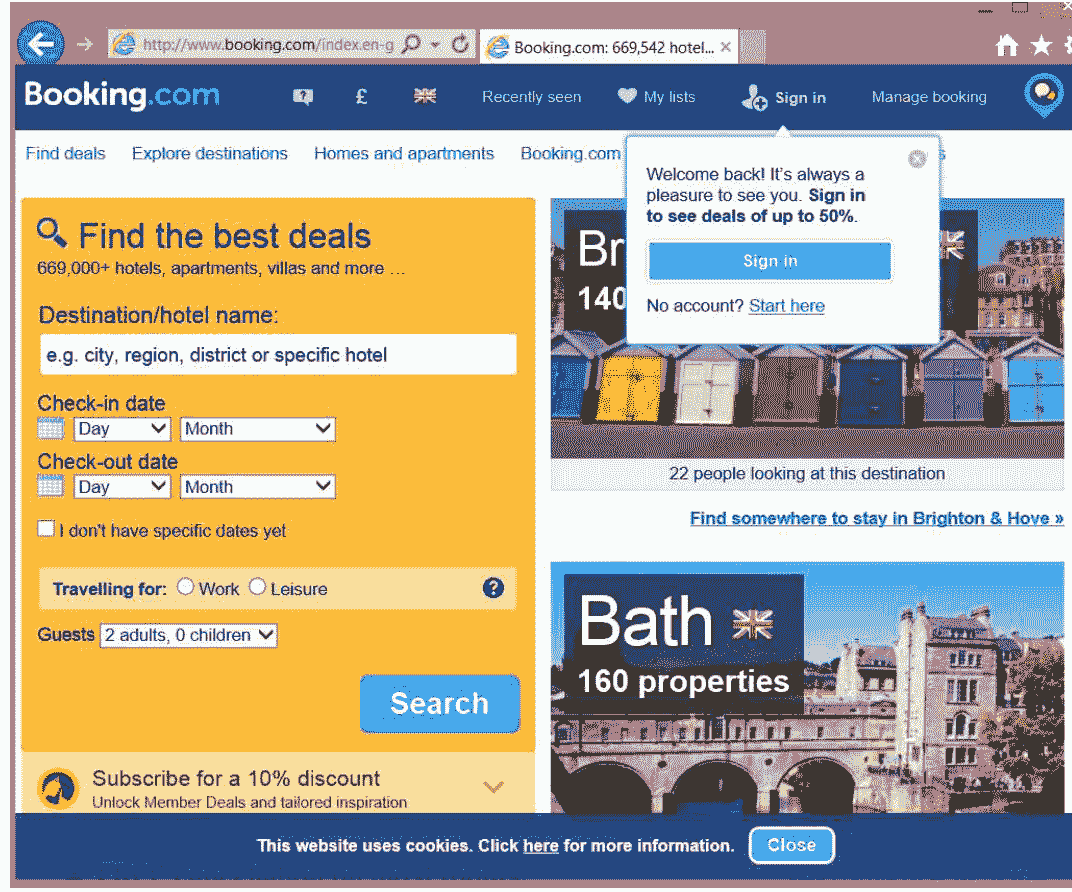 http://www.booking.com/index.en-g
Booking.com: 669,542 hotel...
Booking.com
£
Recently seen
My lists
Sign in
Manage booking
Find deals
Explore destinations
Homes and apartments
Booking.com
s
Welcome back! It's always a
pleasure to see you. Sign in
to see deals of up to 50%.
Sign in
No account? Start here
Find the best deals
669,000+ hotels, apartments, villas and more ...
Destination/hotel name:
e.g. city, region, district or specific hotel
Check-in date
Day
Month
Check-out date
Day
Month
I don't have specific dates yet
Travelling for:
Work
Leisure
?
Guests
2 adults, 0 children
Search
Subscribe for a 10% discount
Unlock Member Deals and tailored inspiration
Br
140
22 people looking at this destination
Find somewhere to stay in Brighton & Hove »
Bath
160 properties
This website uses cookies. Click here for more information.
Close